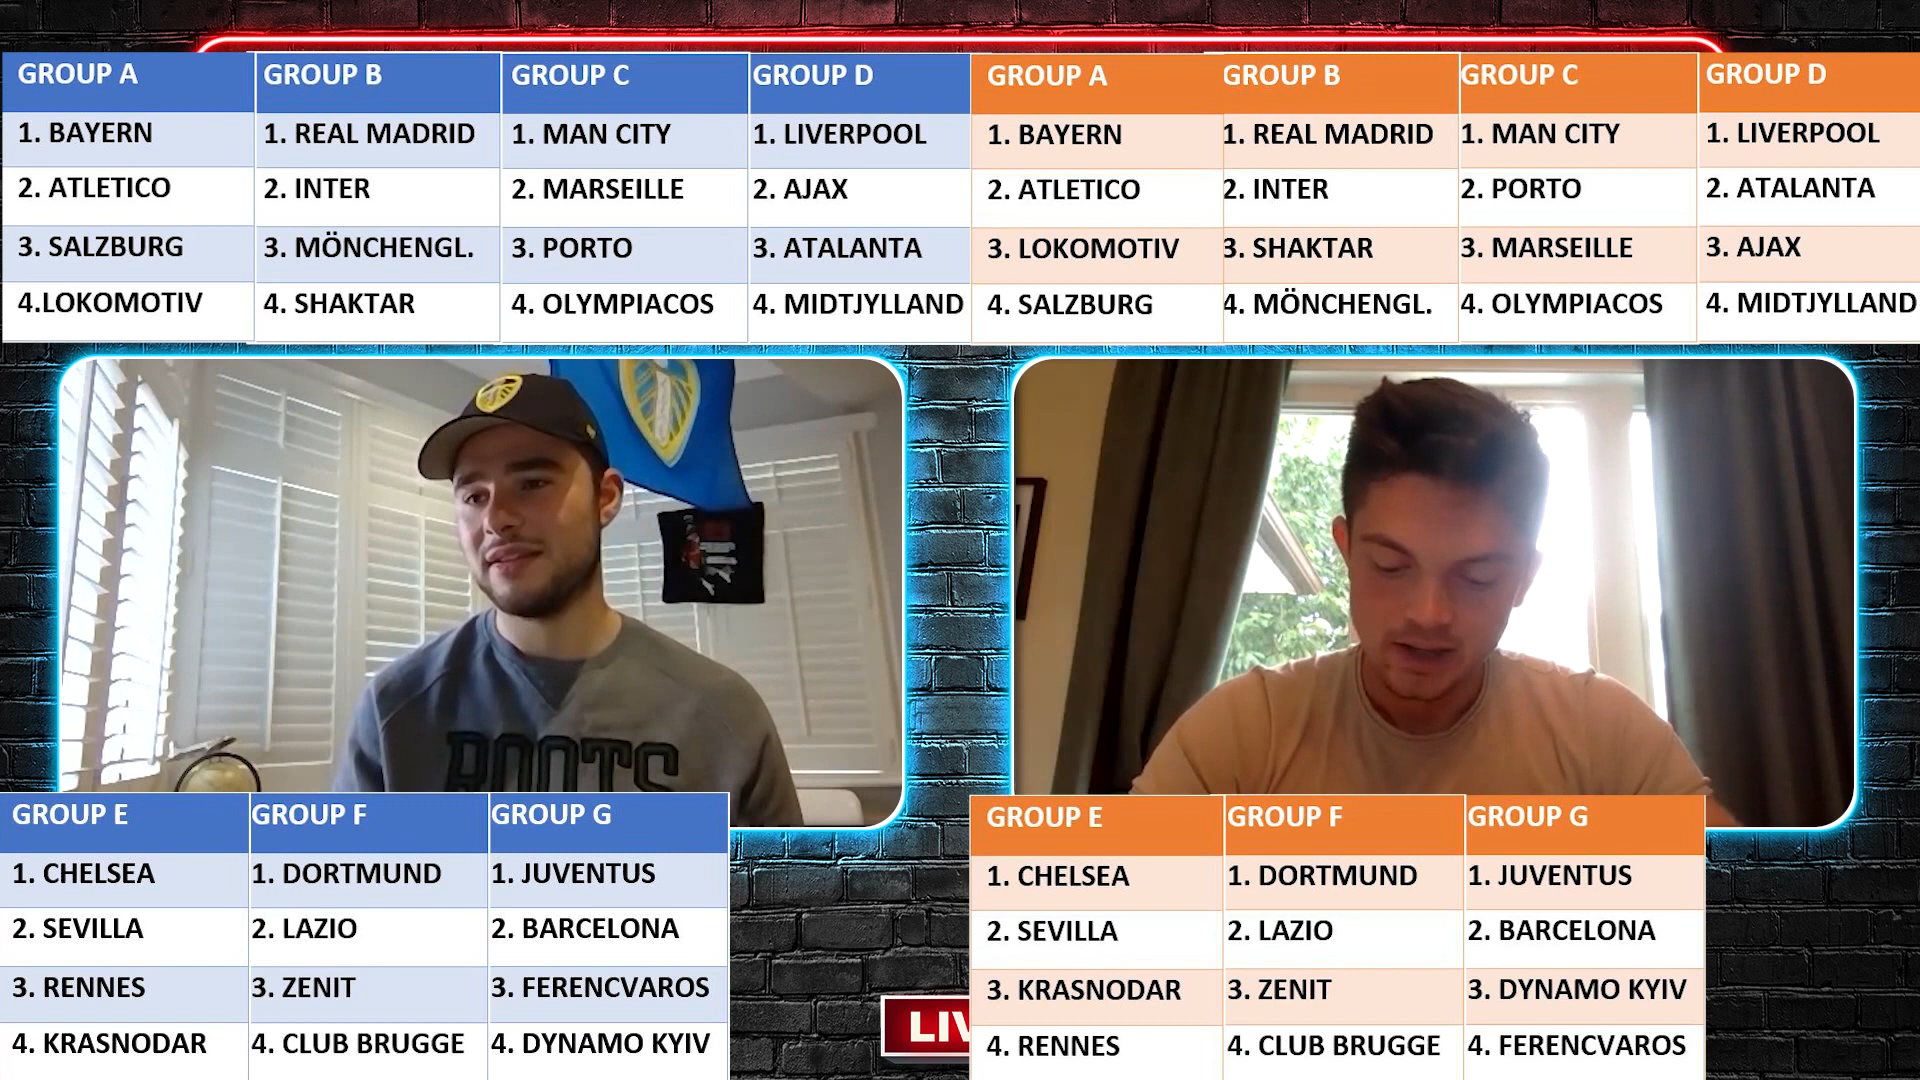 GROUP A GROUP B GROUP C GROUP D
1. BAYERN 1. REAL MADRID 1. MAN CITY 1. LIVERPOOL
2. ATLETICO 2. INTER 2. MARSEILLE 2. AJAX
3. SALZBURG 3. MÖNCHENGL. 3. PORTO 3. ATALANTA
4.LOKOMOTIV 4. SHAKTAR 4. OLYMPIACOS 4. MIDTJYLLAND
GROUP A GROUP B GROUP C GROUP D
1. BAYERN 1. REAL MADRID 1. MAN CITY 1. LIVERPOOL
2. ATLETICO 2. INTER 2. PORTO 2. ATALANTA
3. LOKOMOTIV 3. SHAKTAR 3. MARSEILLE 3. AJAX
4. SALZBURG 4. MÖNCHENGL. 4. OLYMPIACOS 4. MIDTJYLLAND
ROOTS
GROUP E GROUP F GROUP G
1. CHELSEA 1. DORTMUND 1. JUVENTUS
2. SEVILLA 2. LAZIO 2. BARCELONA
3. RENNES 3. ZENIT 3. FERENCVAROS
4. KRASNODAR 4. CLUB BRUGGE 4. DYNAMO KYIV
LIV
GROUP E GROUP F GROUP G
1. CHELSEA 1. DORTMUND 1. JUVENTUS
2. SEVILLA 2. LAZIO 2. BARCELONA
3. KRASNODAR 3. ZENIT 3. DYNAMO KYIV
4. RENNES 4. CLUB BRUGGE 4. FERENCVAROS